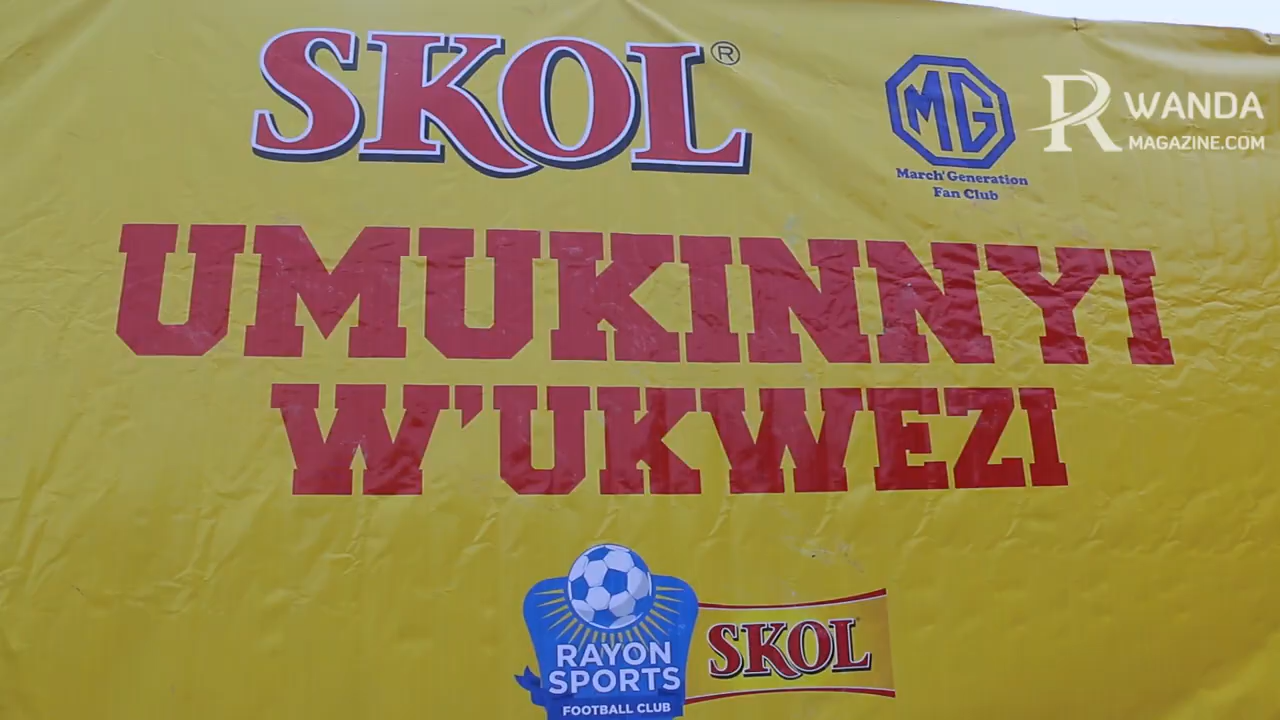 SKOL®
MG
March'Generation
Fan Club
RWANDA
MAGAZINE.COM
UMUKINNYI
W'UKWEZI
RAYON
SPORTS
FOOTBALL CLUB
SKOL